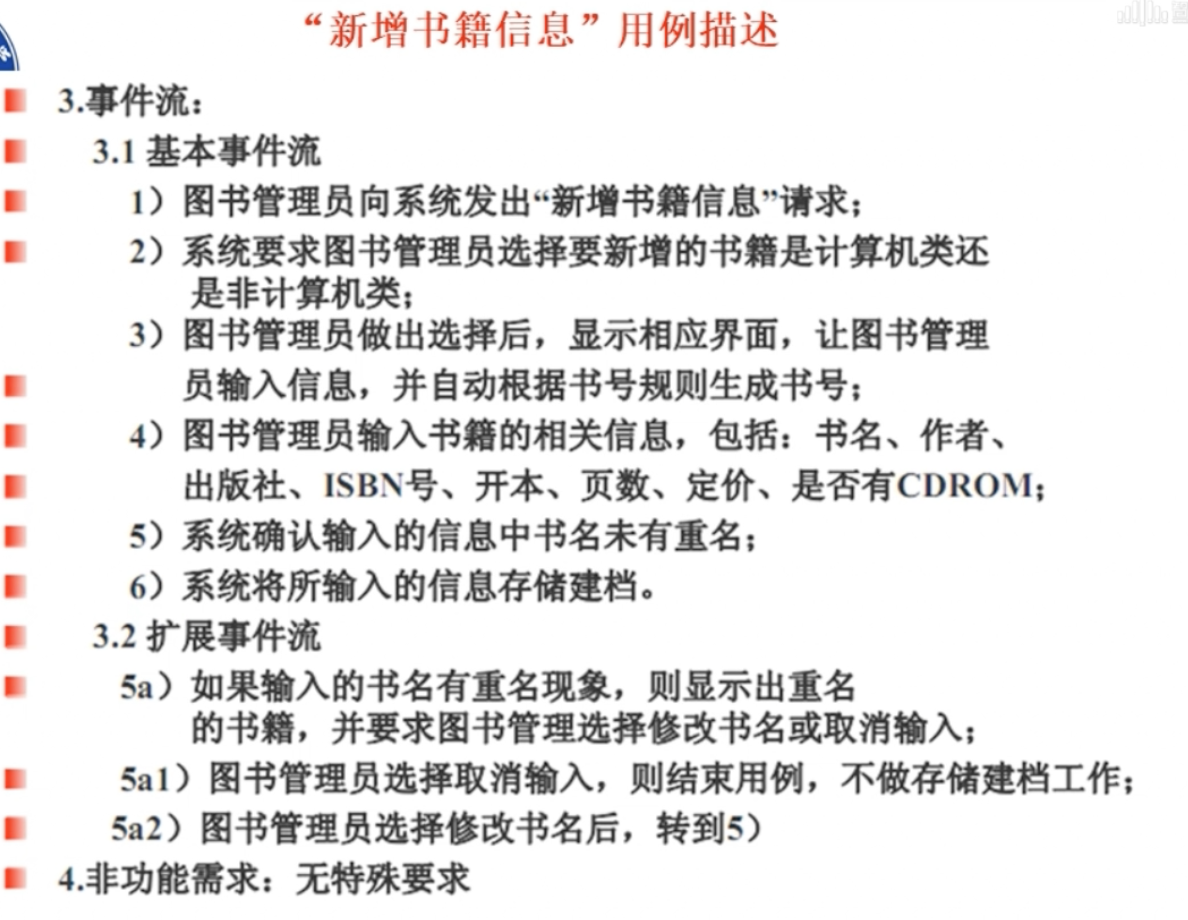 “新增书籍信息”用例描述
3.事件流：
3.1 基本事件流
1）图书管理员向系统发出“新增书籍信息”请求；
2）系统要求图书管理员选择要新增的书籍是计算机类还
是非计算机类；
3）图书管理员做出选择后，显示相应界面，让图书管理
员输入信息，并自动根据书号规则生成书号；
4）图书管理员输入书籍的相关信息，包括：书名、作者、
出版社、ISBN号、开本、页数、定价、是否有CDROM；
5）系统确认输入的信息中书名未有重名；
6）系统将所输入的信息存储建档。
3.2 扩展事件流
5a）如果输入的书名有重名现象，则显示出重名
的书籍，并要求图书管理选择修改书名或取消输入；
5a1）图书管理员选择取消输入，则结束用例，不做存储建档工作；
5a2）图书管理员选择修改书名后，转到5）
4.非功能需求：无特殊要求